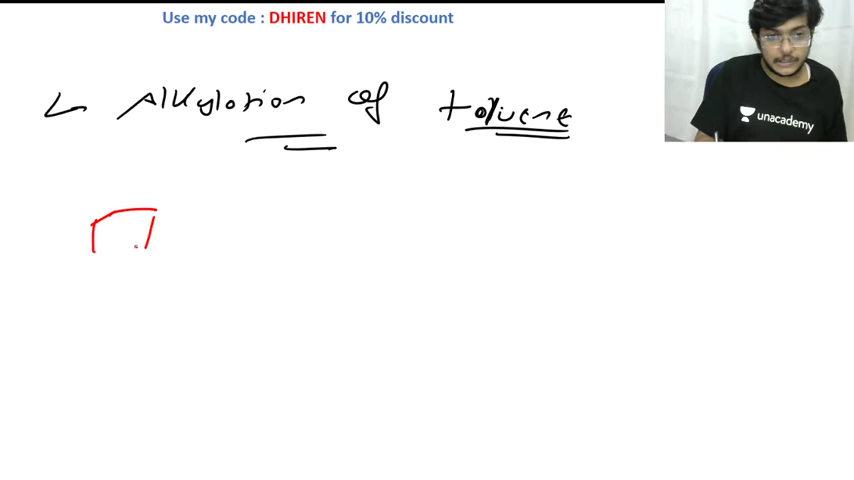 Use my code : DHIREN for 10% discount
Alkylation of toluene
unacademy